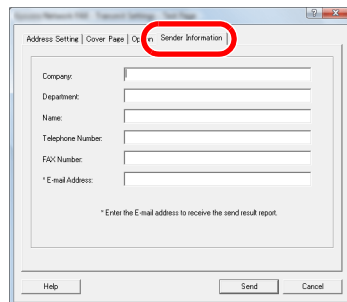 Address Setting Cover Page Option Sender Information
Company:
Department:
Name:
Telephone Number:
FAX Number:
* E-mail Address:
* Enter the E-mail address to receive the send result report.
Help Send Cancel